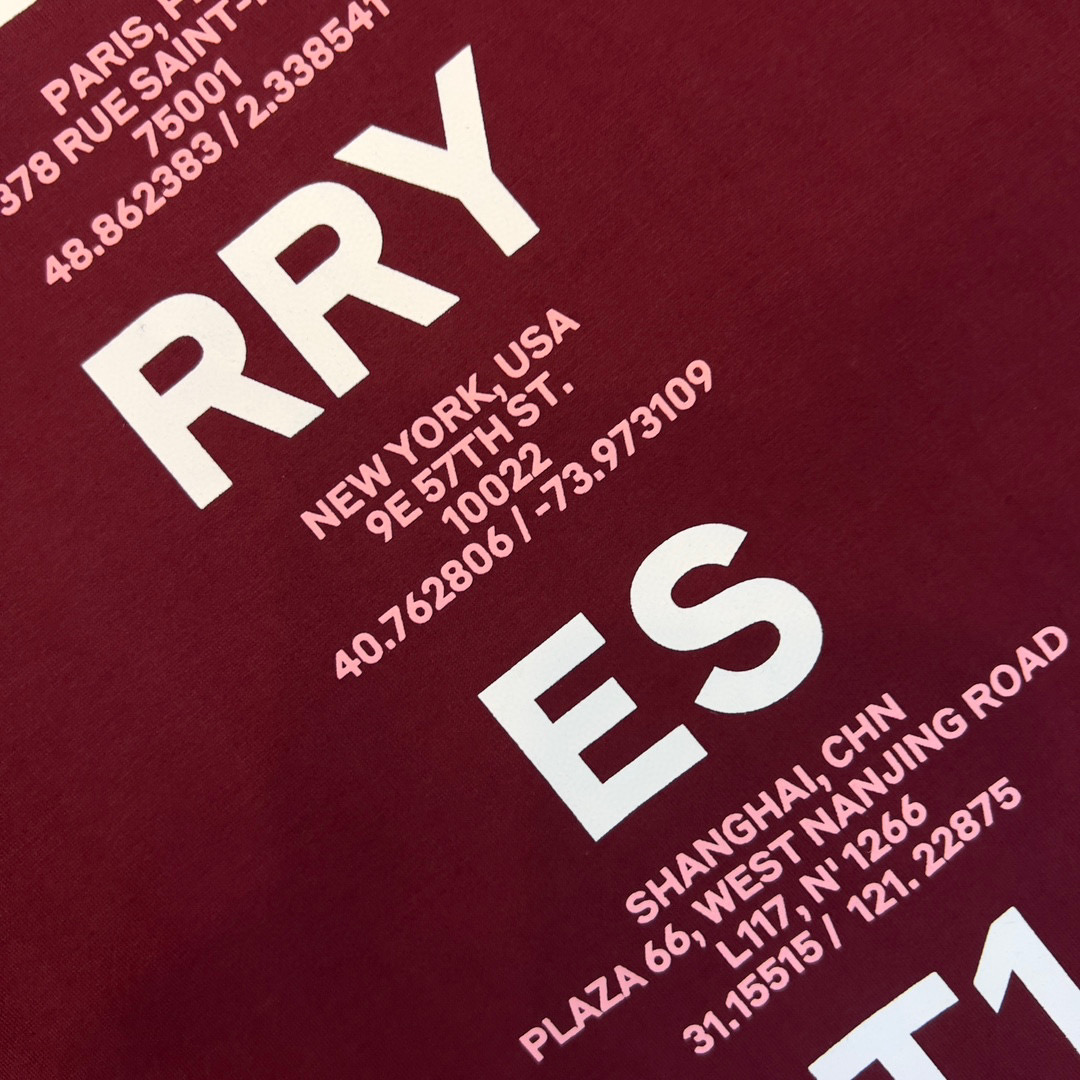 PARIS,
378 RUE SAINT-
75001
48.862383 / 2.338541
RRY
NEW YORK, USA
9E 57TH ST.
10022
40.762806 / -73.973109
ES
SHANGHAI, CHN
PLAZA 66, WEST NANJING ROAD
L117, N' 1266
31.15515 / 121. 22875
T1